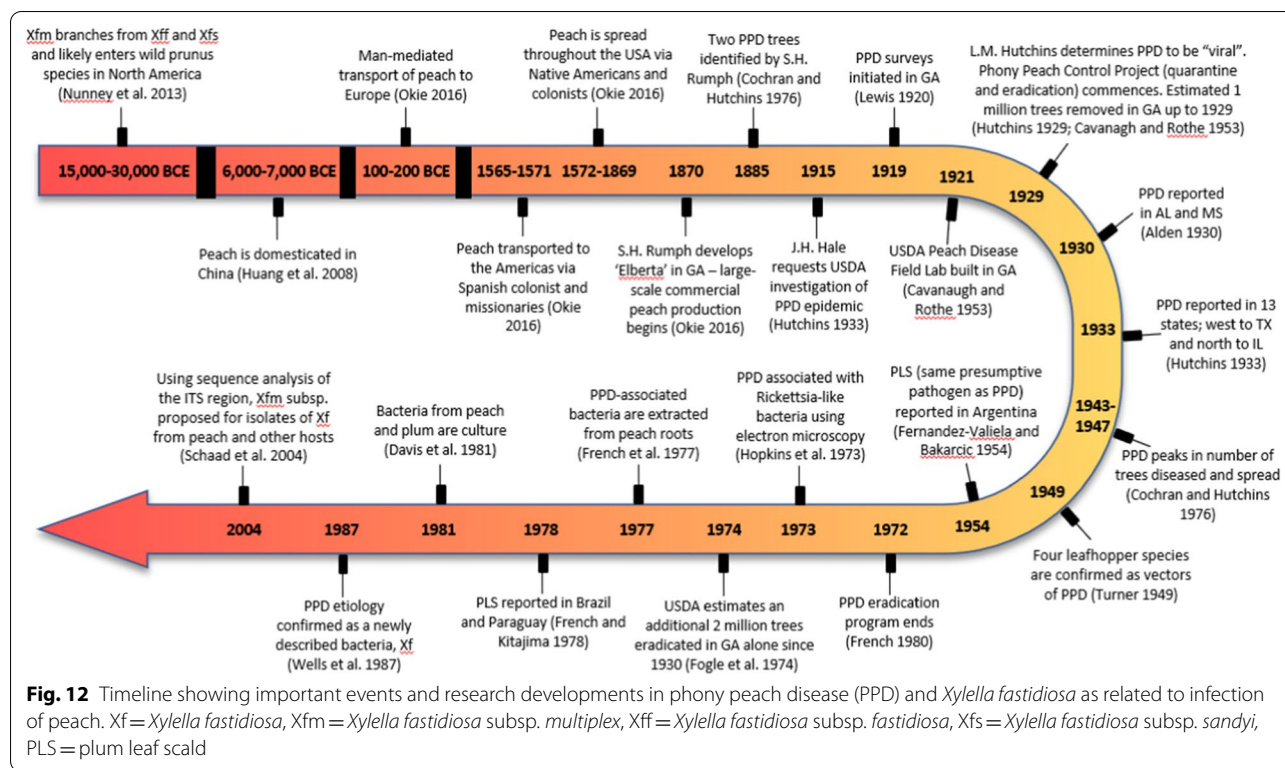 Xfm branches from Xff and Xfs
and likely enters wild prunus
species in North America
(Nunney et al. 2013)
Man-mediated
transport of peach to
Europe (Okie 2016)
Peach is spread
throughout the USA via
Native Americans and
colonists (Okie 2016)
Two PPD trees
identified by S.H.
Rumph (Cochran and
Hutchins 1976)
PPD surveys
initiated in GA
(Lewis 1920)
L.M. Hutchins determines PPD to be “viral”.
Phony Peach Control Project (quarantine
and eradication) commences. Estimated 1
million trees removed in GA up to 1929
(Hutchins 1929; Cavanagh and Rothe 1953)
15,000-30,000 BCE
6,000-7,000 BCE
100-200 BCE
1565-1571
1572-1869
1870
1885
1915
1919
1921
1929
1930
1933
1943-
1947
1949
1954
Peach is domesticated in
China (Huang et al. 2008)
Peach transported to
the Americas via
Spanish colonist and
missionaries (Okie
2016)
S.H. Rumph develops
‘Elberta’ in GA – large-
scale commercial
peach production
begins (Okie 2016)
J.H. Hale
requests USDA
investigation of
PPD epidemic
(Hutchins 1933)
USDA Peach Disease
Field Lab built in GA
(Cavanaugh and
Rothe 1953)
PPD reported
in AL and MS
(Alden 1930)
PPD reported in 13
states; west to TX
and north to IL
(Hutchins 1933)
PPD peaks in number of
trees diseased and spread
(Cochran and Hutchins
1976)
Four leafhopper species
are confirmed as vectors
of PPD (Turner 1949)
Using sequence analysis of
the ITS region, Xfm subsp.
proposed for isolates of Xf
from peach and other hosts
(Schaad et al. 2004)
Bacteria from peach
and plum are culture
(Davis et al. 1981)
PPD-associated
bacteria are extracted
from peach roots
(French et al. 1977)
PPD associated with
Rickettsia-like
bacteria using
electron microscopy
(Hopkins et al. 1973)
PLS (same presumptive
pathogen as PPD)
reported in Argentina
(Fernandez-Valiela and
Bakarcic 1954)
2004
1987
1981
1978
1977
1974
1973
1972
PPD etiology
confirmed as a newly
described bacteria, Xf
(Wells et al. 1987)
PLS reported in Brazil
and Paraguay (French and
Kitajima 1978)
USDA estimates an
additional 2 million trees
eradicated in GA alone since
1930 (Fogle et al. 1974)
PPD eradication
program ends
(French 1980)
Fig. 12 Timeline showing important events and research developments in phony peach disease (PPD) and Xylella fastidiosa as related to infection
of peach. Xf = Xylella fastidiosa, Xfm = Xylella fastidiosa subsp. multiplex, Xff = Xylella fastidiosa subsp. fastidiosa, Xfs = Xylella fastidiosa subsp. sandyi,
PLS = plum leaf scald